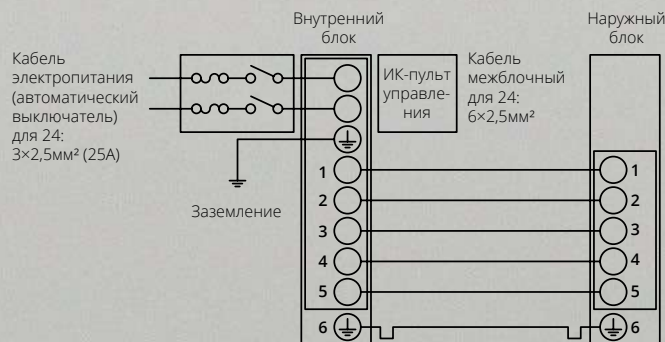 Внутренний
блок
Наружный
блок
Кабель
электропитания
(автоматический
выключатель)
для 24:
3×2,5мм² (25А)
ИК-пульт
управле-
ния
Кабель
межблочный
для 24:
6×2,5мм²
Заземление
1
2
3
4
5
6
1
2
3
4
5
6